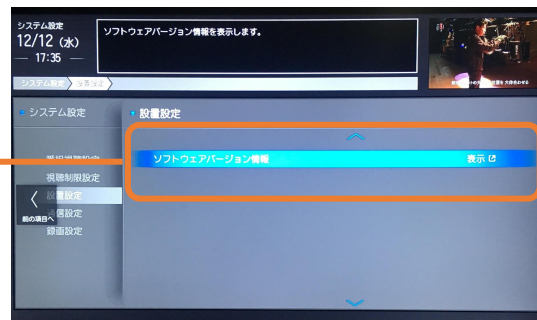 システム設定
12/12 (水)
17:35
ソフトウェアバージョン情報を表示します。
システム設定
設置設定
システム設定
設置設定
ソフトウェアバージョン情報
表示
視聴制限設定
設置設定
前の項目へ
録画設定